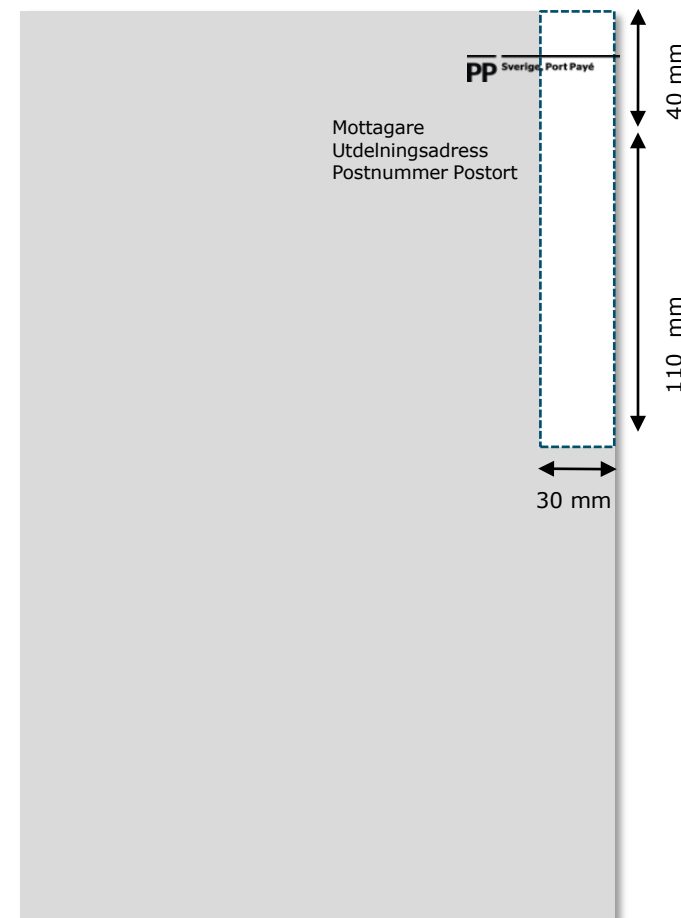 PP Sverige, Port Payé
40 mm
Mottagare
Utdelningsadress
Postnummer Postort
110 mm
30 mm